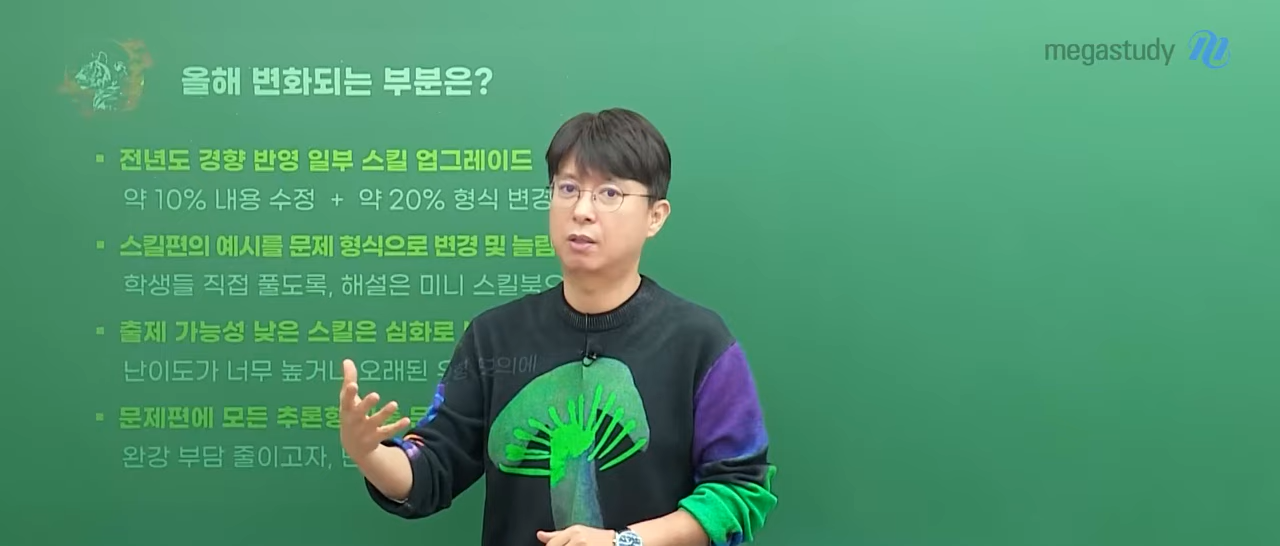 megastudy
올해 변화되는 부분은?
전년도 경향 반영 일부 스킬 업그레이드
약 10% 내용 수정 + 약 20% 형식 변경
스킬편의 예시를 문제 형식으로 변경 및 늘림
학생들 직접 풀도록, 해설은 미니 스킬북으
출제 가능성 낮은 스킬은 심화로
난이도가 너무 높거나 오래된
문제편에 모든 추론형
완강 부담 줄이고자,